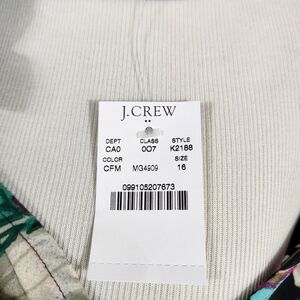 J.CREW
DEPT CLASS STYLE
CA0 007 K2188
COLOR SIZE
CFM MG4909 16
099105207673